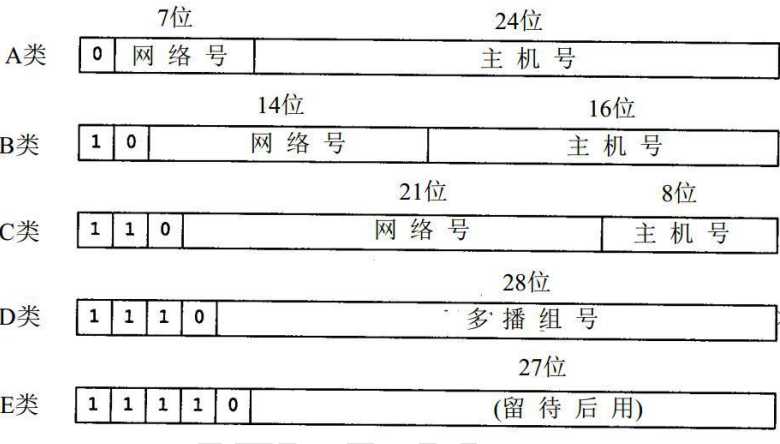 7位 24位
A类 0 网络号 主机号
14位 16位
B类 1 0 网络号 主机号
21位 8位
C类 1 1 0 网络号 主机号
28位
D类 1 1 1 0 多播组号
27位
E类 1 1 1 1 0 (留待后用)